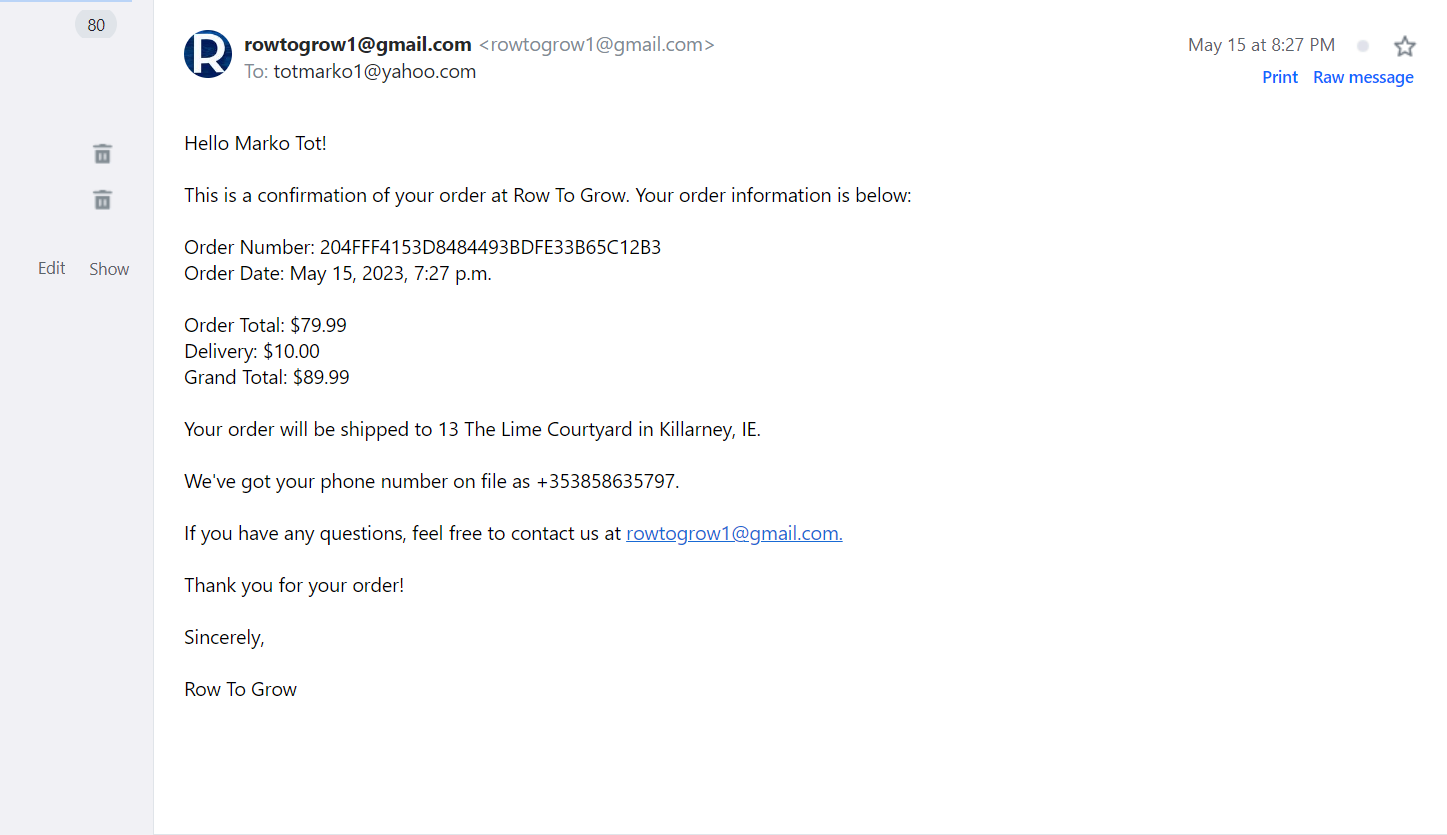 80
Edit Show
R
rowtogrow1@gmail.com <rowtogrow1@gmail.com>
To: totmarko1@yahoo.com
May 15 at 8:27 PM
Print Raw message
Hello Marko Tot!
This is a confirmation of your order at Row To Grow. Your order information is below:
Order Number: 204FFF4153D8484493BDFE33B65C12B3
Order Date: May 15, 2023, 7:27 p.m.
Order Total: $79.99
Delivery: $10.00
Grand Total: $89.99
Your order will be shipped to 13 The Lime Courtyard in Killarney, IE.
We've got your phone number on file as +353858635797.
If you have any questions, feel free to contact us at rowtogrow1@gmail.com.
Thank you for your order!
Sincerely,
Row To Grow